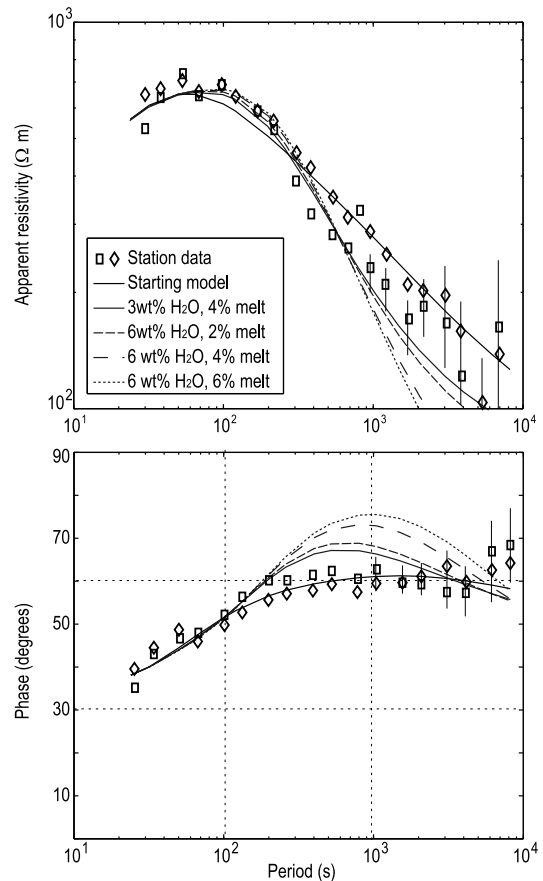 10³
Apparent resistivity (Ω m)
Station data
Starting model
3wt% H₂O, 4% melt
6wt% H₂O, 2% melt
6 wt% H₂O, 4% melt
6 wt% H₂O, 6% melt
10²
10¹ 10² 10³ 10⁴
90
70
60
50
Phase (degrees)
30
10
10¹ 10² 10³ 10⁴
Period (s)